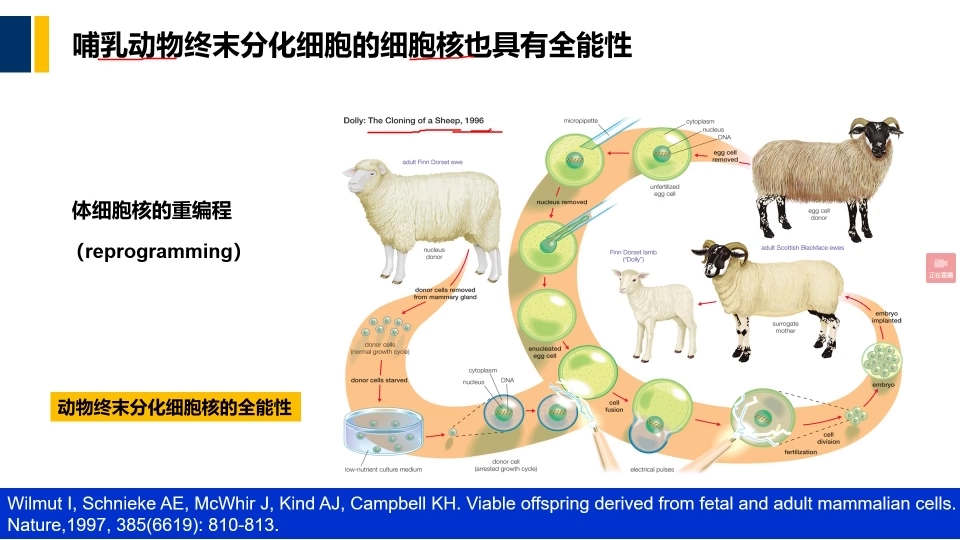 哺乳动物终末分化细胞的细胞核也具有全能性
Dolly: The Cloning of a Sheep, 1996
micropipette
cytoplasm
nucleus
DNA
egg cell
removed
adult Finn Dorset ewe
unfertilized
egg cell
nucleus removed
egg cell
donor
体细胞核的重编程
（reprogramming）
nucleus
donor
Finn Dorset lamb
("Dolly")
adult Scottish Blackface ewes
正在直播
donor cells removed
from mammary gland
surrogate
mother
embryo
implanted
donor cells
(normal growth cycle)
enucleated
egg cell
donor cells starved
cytoplasm
nucleus
DNA
embryo
动物终末分化细胞核的全能性
cell
fusion
cell
division
fertilization
low-nutrient culture medium
donor cell
(arrested growth cycle)
electrical pulses
Wilmut I, Schnieke AE, McWhir J, Kind AJ, Campbell KH. Viable offspring derived from fetal and adult mammalian cells.
Nature,1997, 385(6619): 810-813.